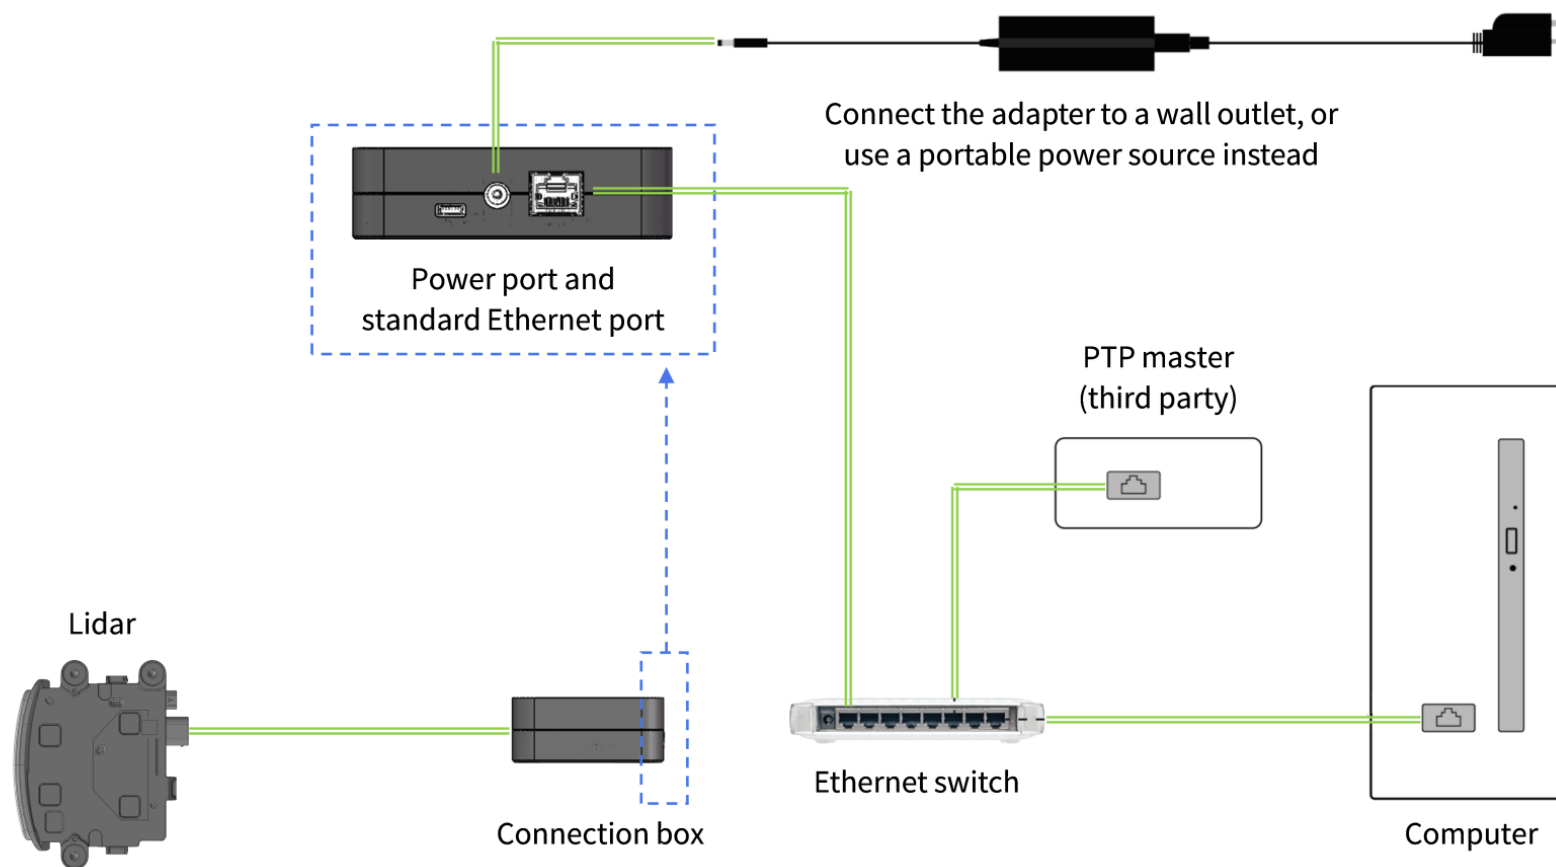 Connect the adapter to a wall outlet, or
use a portable power source instead
Power port and
standard Ethernet port
PTP master
(third party)
Lidar
Ethernet switch
Connection box
Computer